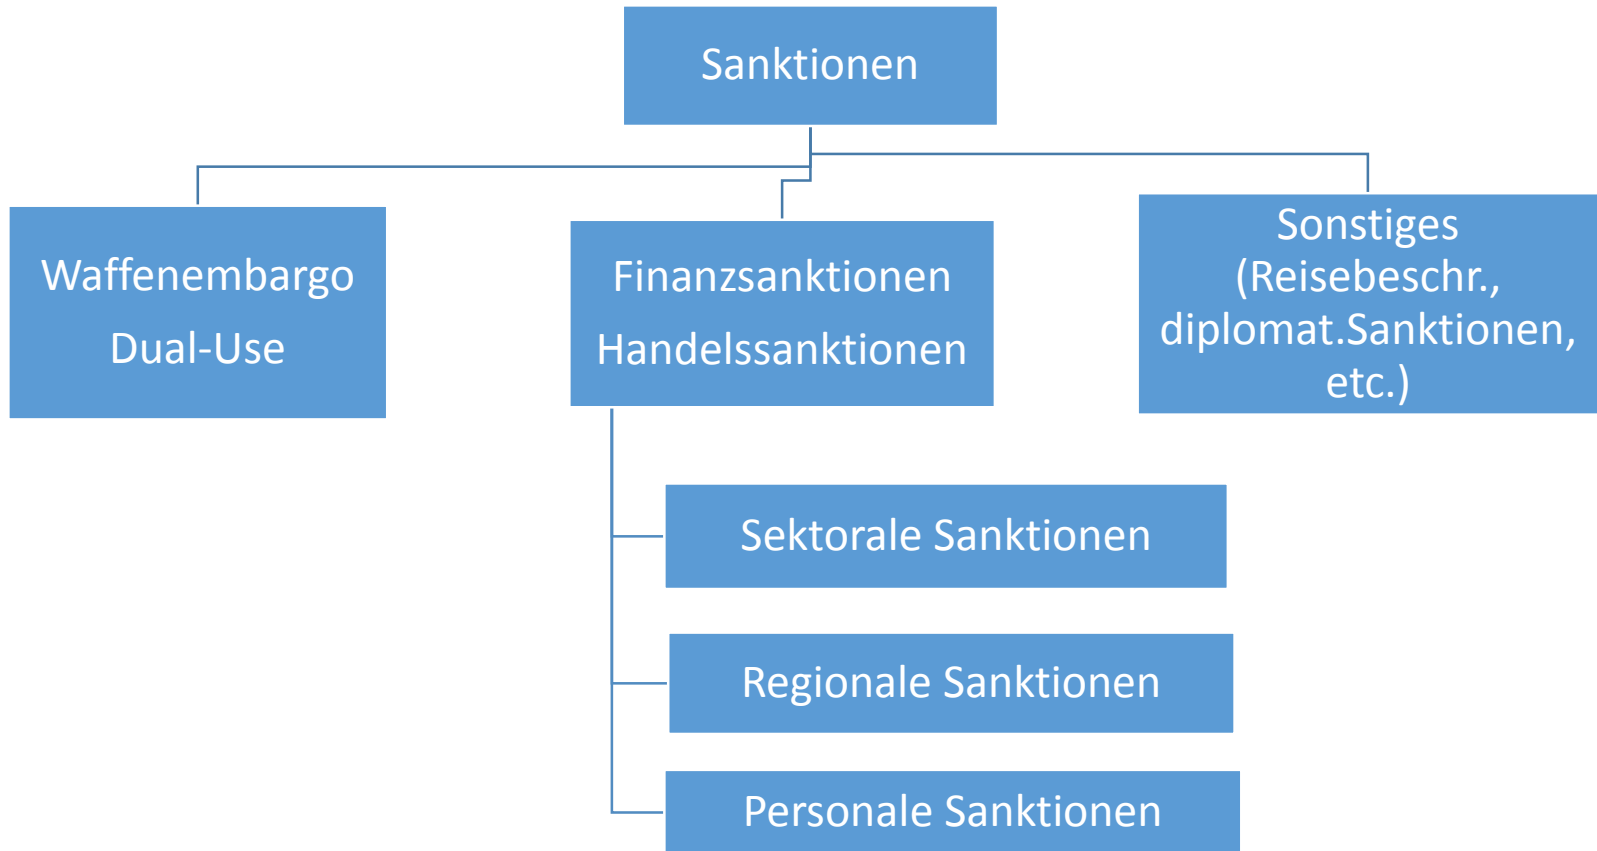 Sanktionen
Waffenembargo
Dual-Use
Finanzsanktionen
Handelssanktionen
Sonstiges
(Reisebeschr.,
diplomat.Sanktionen,
etc.)
Sektorale Sanktionen
Regionale Sanktionen
Personale Sanktionen